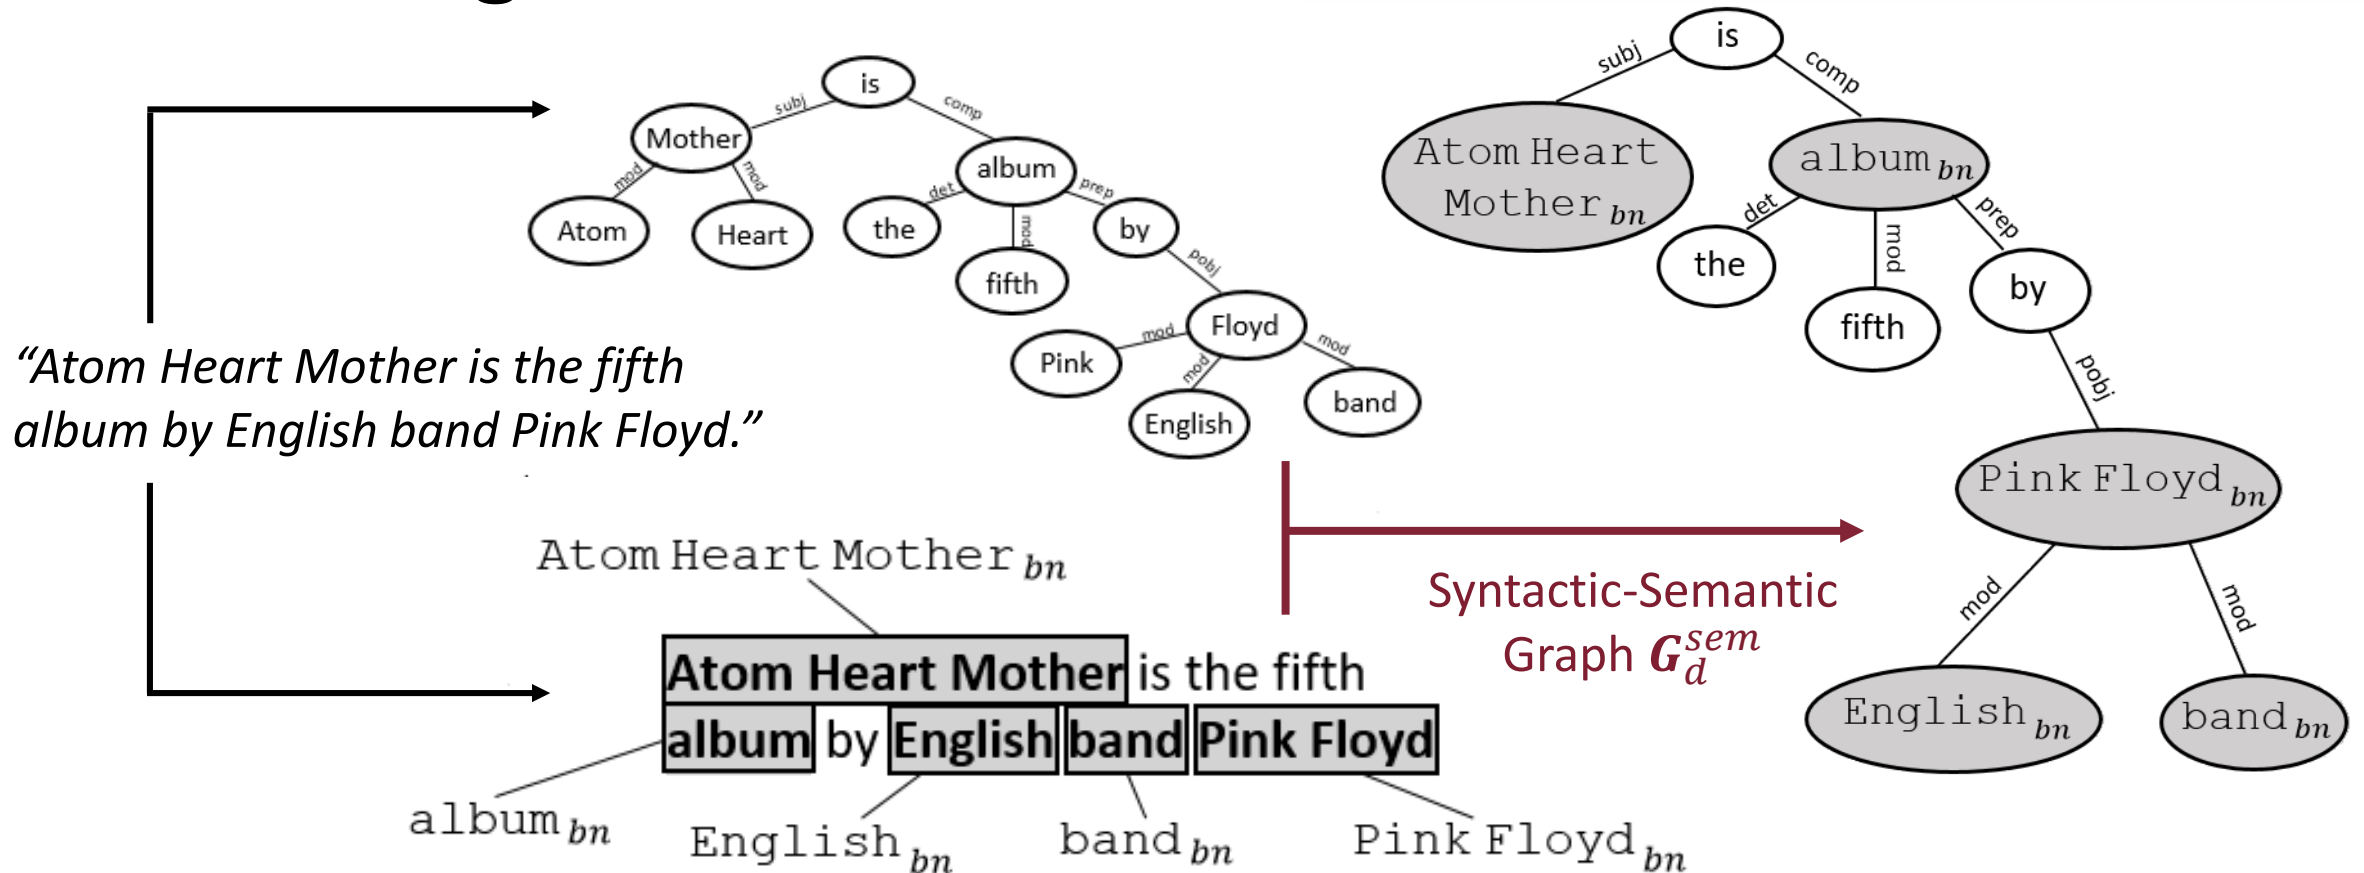 “Atom Heart Mother is the fifth
album by English band Pink Floyd.”
is
subj
comp
Mother
album
mod
mod
det
mod
prep
Atom
Heart
the
fifth
by
pobj
Floyd
mod
mod
mod
Pink
English
band
Atom Heart Mother bn
Atom Heart Mother is the fifth
album by English band Pink Floyd
album bn
English bn
band bn
Pink Floyd bn
Syntactic-Semantic
Graph G_d^sem
is
subj
comp
Atom Heart
Mother bn
album bn
det
mod
prep
the
fifth
by
pobj
Pink Floyd bn
mod
mod
English bn
band bn